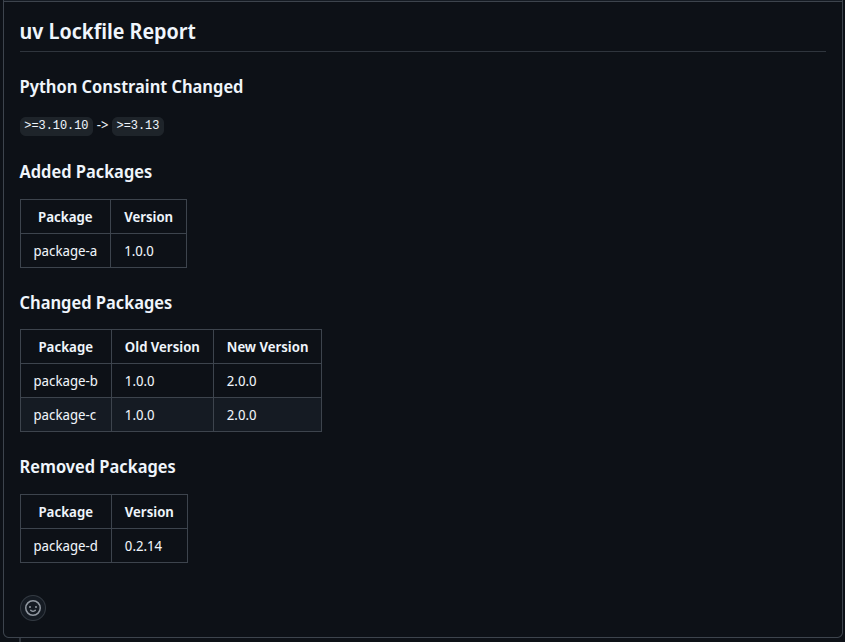 uv Lockfile Report
Python Constraint Changed
>=3.10.10 -> >=3.13
Added Packages
Package Version
package-a 1.0.0
Changed Packages
Package Old Version New Version
package-b 1.0.0 2.0.0
package-c 1.0.0 2.0.0
Removed Packages
Package Version
package-d 0.2.14